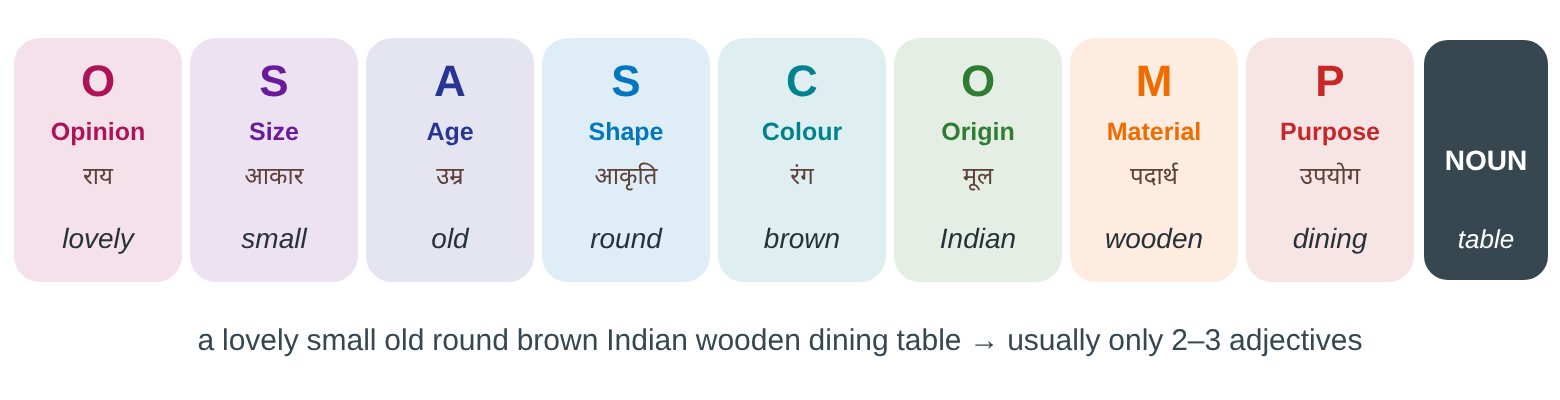 O S A S C O M P
Opinion Size Age Shape Colour Origin Material Purpose
NOUN
राय आकार उम्र आकृति रंग मूल पदार्थ उपयोग
lovely small old round brown Indian wooden dining table
a lovely small old round brown Indian wooden dining table → usually only 2–3 adjectives